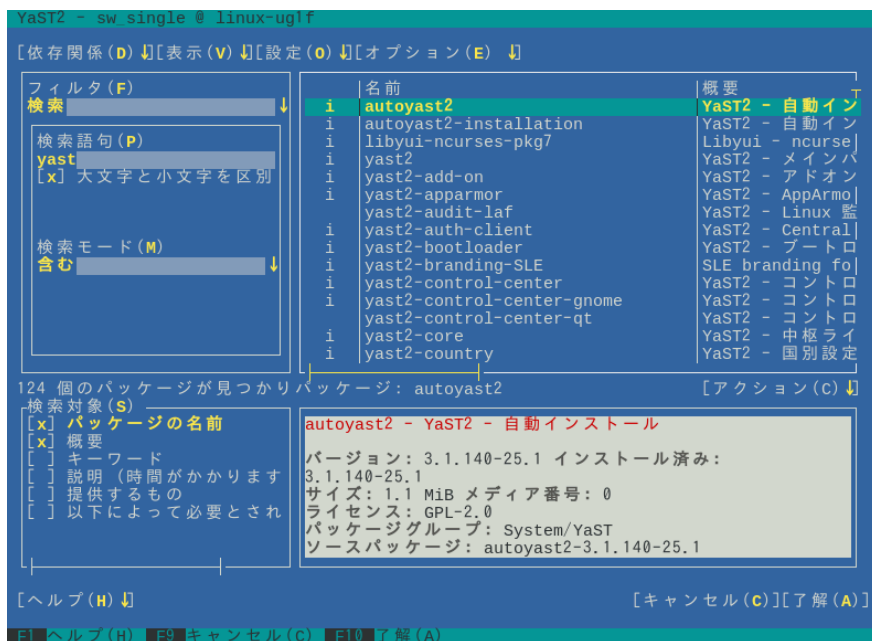 YaST2 - sw_single @ linux-ug1f
[依存関係(D)↓][表示(V)↓][設定(O)↓][オプション(E) ↓]
フィルタ(F)
検索 ↓
検索語句(P)
yast
[x] 大文字と小文字を区別
検索モード(M)
含む ↓
名前 概要
i autoyast2 YaST2 - 自動イン
i autoyast2-installation YaST2 - 自動イン
i libyui-ncurses-pkg7 Libyui - ncurse
i yast2 YaST2 - メインパ
i yast2-add-on YaST2 - アドオン
i yast2-apparmor YaST2 - AppArmo
yast2-audit-laf YaST2 - Linux 監
i yast2-auth-client YaST2 - Central
i yast2-bootloader YaST2 - ブートロ
i yast2-branding-SLE SLE branding fo
i yast2-control-center YaST2 - コントロ
i yast2-control-center-gnome YaST2 - コントロ
yast2-control-center-qt YaST2 - コントロ
i yast2-core YaST2 - 中枢ライ
i yast2-country YaST2 - 国別設定
124 個のパッケージが見つかりパッケージ: autoyast2 [アクション(C)↓]
検索対象(S)
[x] パッケージの名前
[x] 概要
[ ] キーワード
[ ] 説明 (時間がかかります
[ ] 提供するもの
[ ] 以下によって必要とされ
autoyast2 - YaST2 - 自動インストール
バージョン: 3.1.140-25.1 インストール済み:
3.1.140-25.1
サイズ: 1.1 MiB メディア番号: 0
ライセンス: GPL-2.0
パッケージグループ: System/YaST
ソースパッケージ: autoyast2-3.1.140-25.1
[ヘルプ(H)↓] [キャンセル(C)][了解(A)]
F1 ヘルプ(H) F9 キャンセル(C) F10 了解(A)